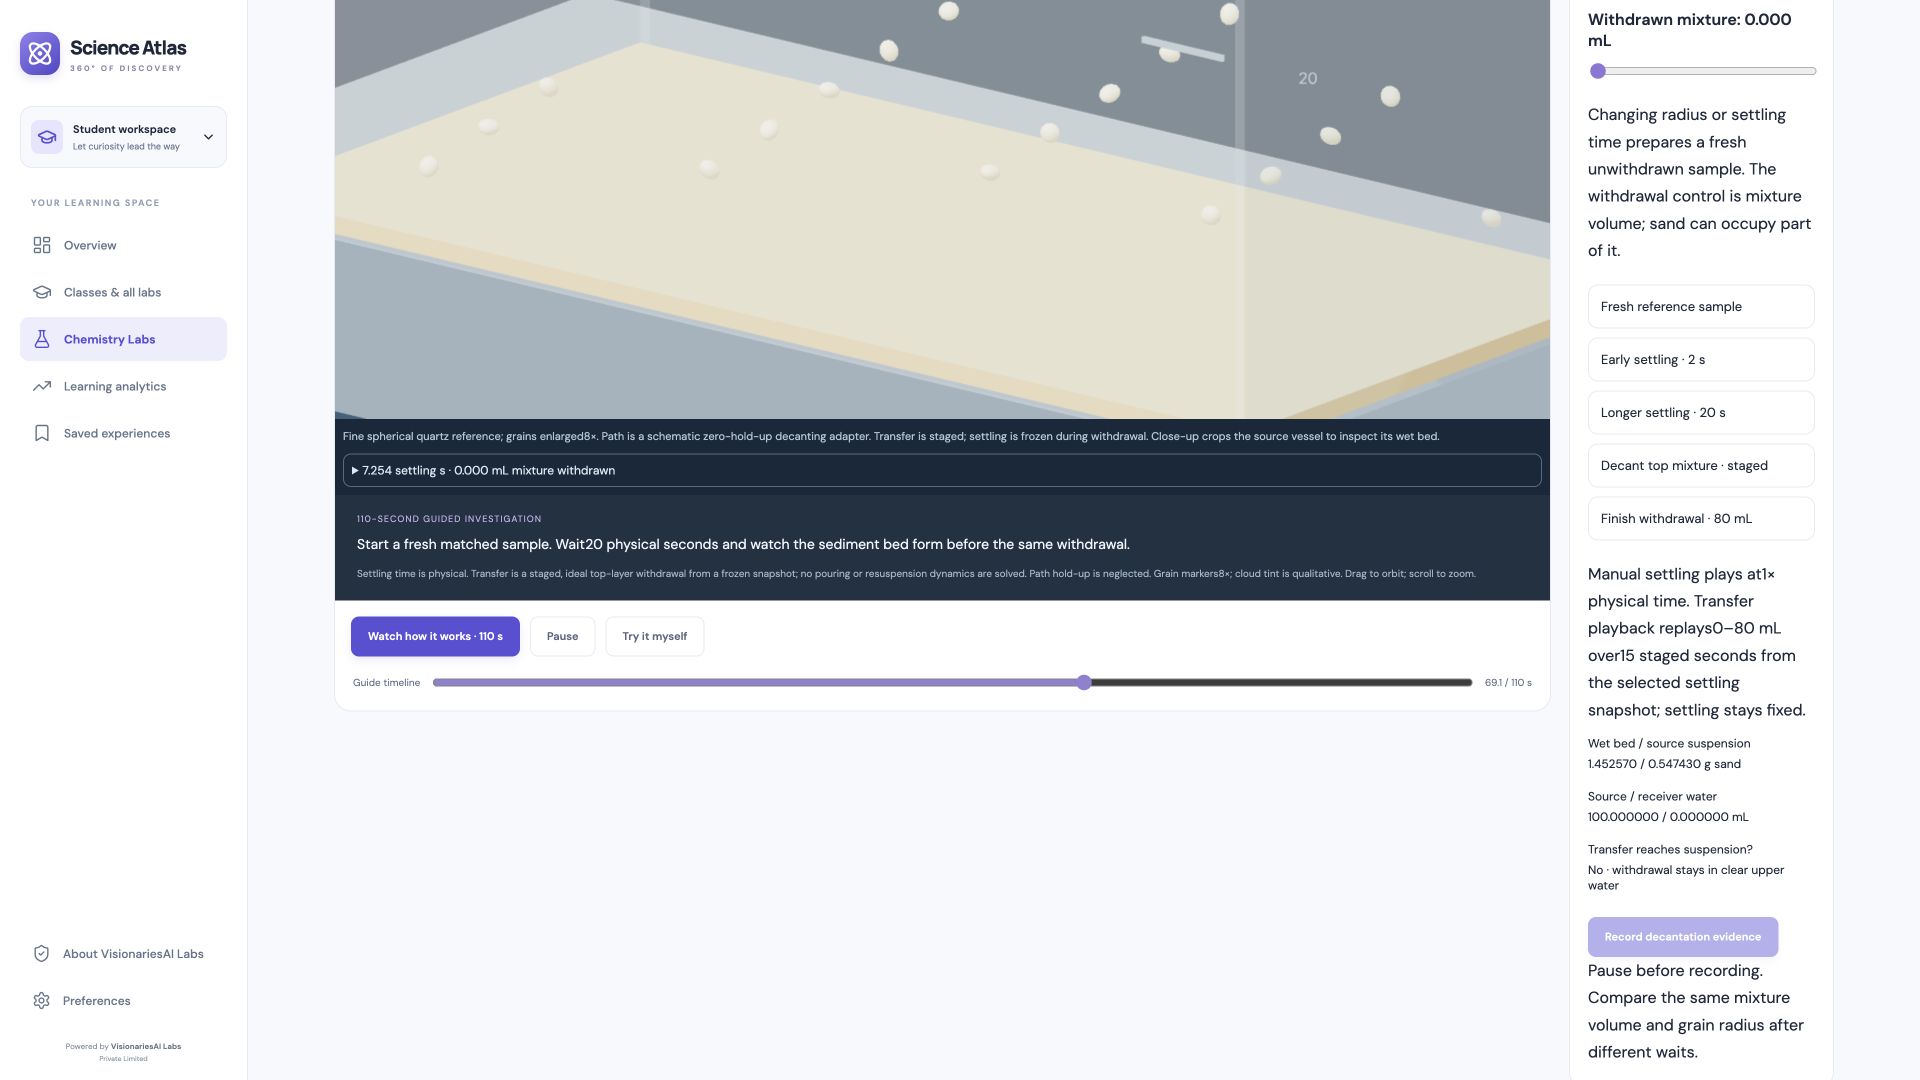 Science Atlas
360° OF DISCOVERY
Student workspace
Let curiosity lead the way
YOUR LEARNING SPACE
Overview
Classes & all labs
Chemistry Labs
Learning analytics
Saved experiences
About VisionariesAI Labs
Preferences
Powered by VisionariesAI Labs
Private Limited
20
Fine spherical quartz reference; grains enlarged8×. Path is a schematic zero-hold-up decanting adapter. Transfer is staged; settling is frozen during withdrawal. Close-up crops the source vessel to inspect its wet bed.
▶ 7.254 settling s · 0.000 mL mixture withdrawn
110-SECOND GUIDED INVESTIGATION
Start a fresh matched sample. Wait20 physical seconds and watch the sediment bed form before the same withdrawal.
Settling time is physical. Transfer is a staged, ideal top-layer withdrawal from a frozen snapshot; no pouring or resuspension dynamics are solved. Path hold-up is neglected. Grain markers8×; cloud tint is qualitative. Drag to orbit; scroll to zoom.
Watch how it works · 110 s
Pause
Try it myself
Guide timeline
69.1 / 110 s
Withdrawn mixture: 0.000
mL
Changing radius or settling
time prepares a fresh
unwithdrawn sample. The
withdrawal control is mixture
volume; sand can occupy part
of it.
Fresh reference sample
Early settling · 2 s
Longer settling · 20 s
Decant top mixture · staged
Finish withdrawal · 80 mL
Manual settling plays at1×
physical time. Transfer
playback replays0–80 mL
over15 staged seconds from
the selected settling
snapshot; settling stays fixed.
Wet bed / source suspension
1.452570 / 0.547430 g sand
Source / receiver water
100.000000 / 0.000000 mL
Transfer reaches suspension?
No · withdrawal stays in clear upper
water
Record decantation evidence
Pause before recording.
Compare the same mixture
volume and grain radius after
different waits.